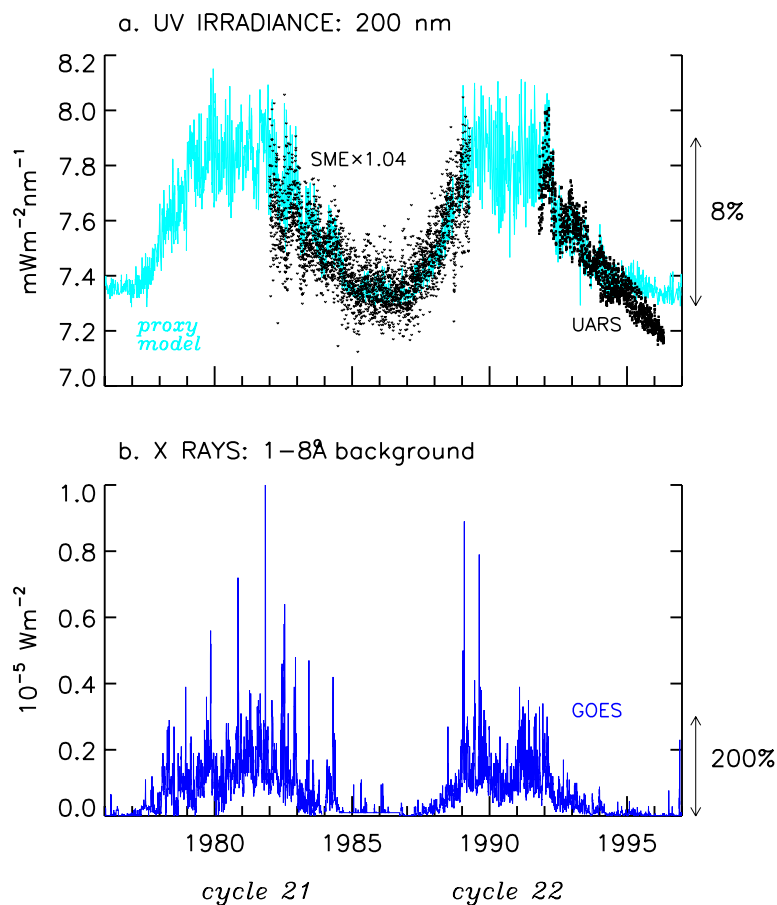 a. UV IRRADIANCE: 200 nm
8.2
8.0
7.8
7.6
7.4
7.2
7.0
mWm⁻²nm⁻¹
SME×1.04
8%
proxy
model
UARS
b. X RAYS: 1−8Å background
1.0
0.8
0.6
0.4
0.2
0.0
10⁻⁵ Wm⁻²
GOES
200%
1980 1985 1990 1995
cycle 21 cycle 22